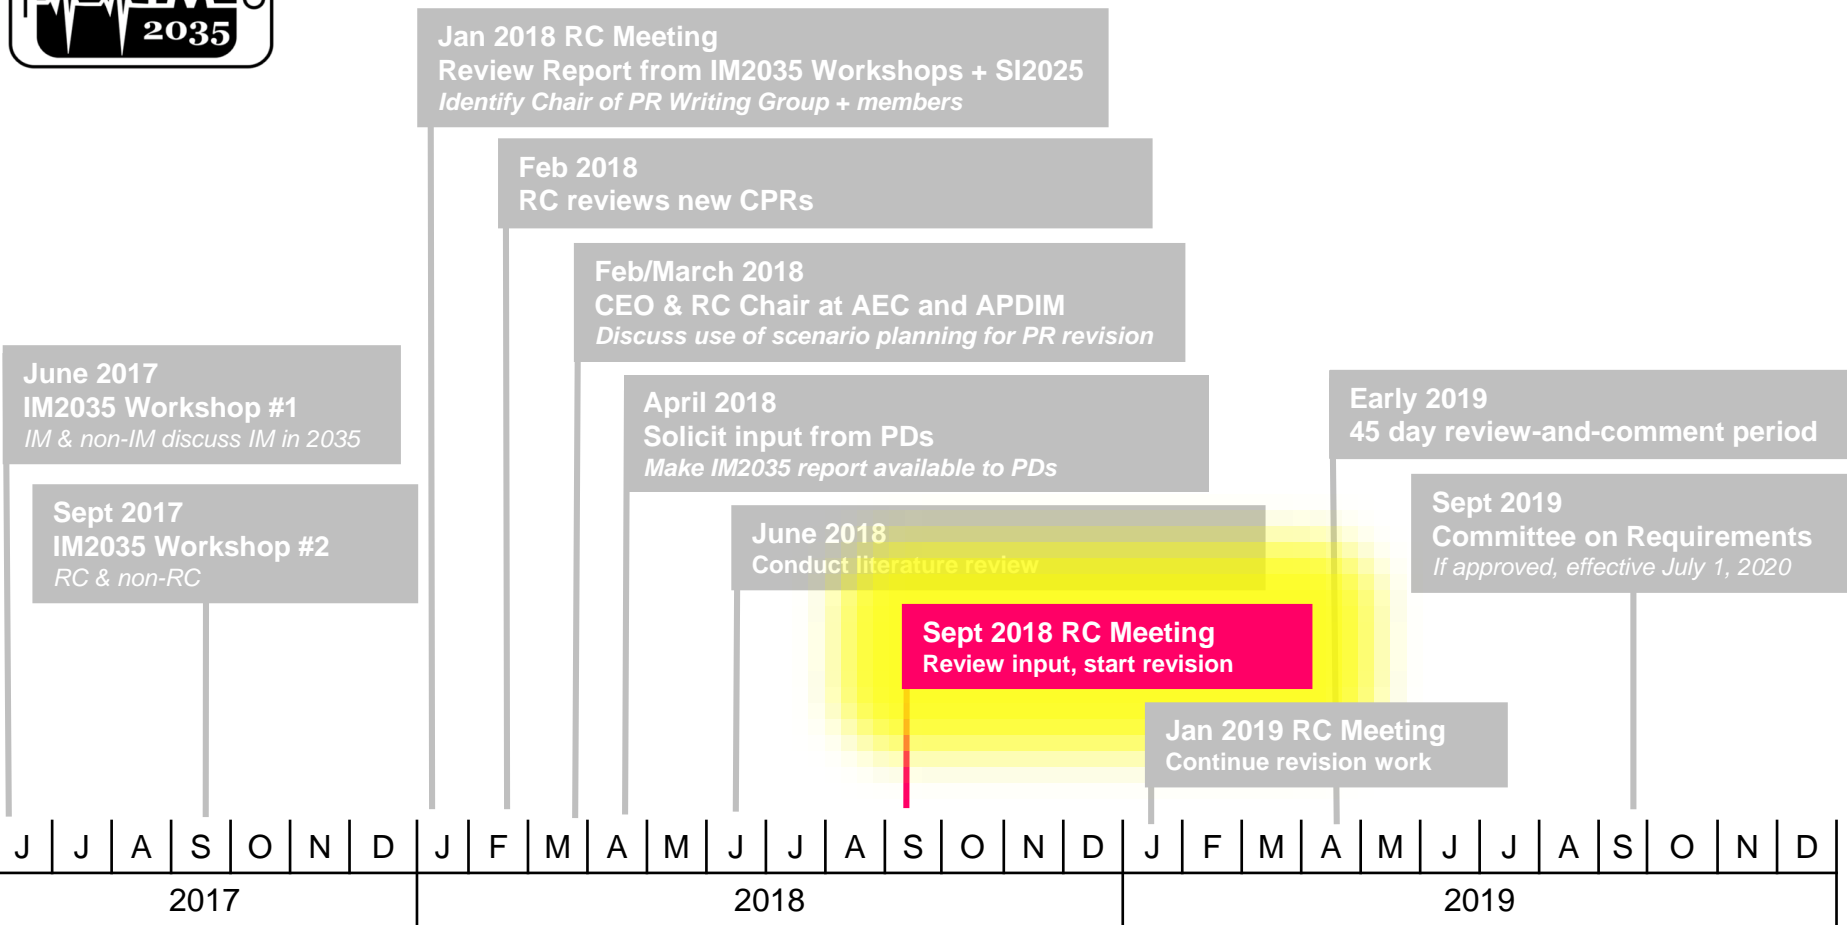 2035
Jan 2018 RC Meeting
Review Report from IM2035 Workshops + SI2025
Identify Chair of PR Writing Group + members
Feb 2018
RC reviews new CPRs
Feb/March 2018
CEO & RC Chair at AEC and APDIM
Discuss use of scenario planning for PR revision
June 2017
IM2035 Workshop #1
IM & non-IM discuss IM in 2035
April 2018
Solicit input from PDs
Make IM2035 report available to PDs
Early 2019
45 day review-and-comment period
Sept 2017
IM2035 Workshop #2
RC & non-RC
June 2018
Conduct literature review
Sept 2019
Committee on Requirements
If approved, effective July 1, 2020
Sept 2018 RC Meeting
Review input, start revision
Jan 2019 RC Meeting
Continue revision work
J J A S O N D J F M A M J J A S O N D J F M A M J J A S O N D
2017 2018 2019